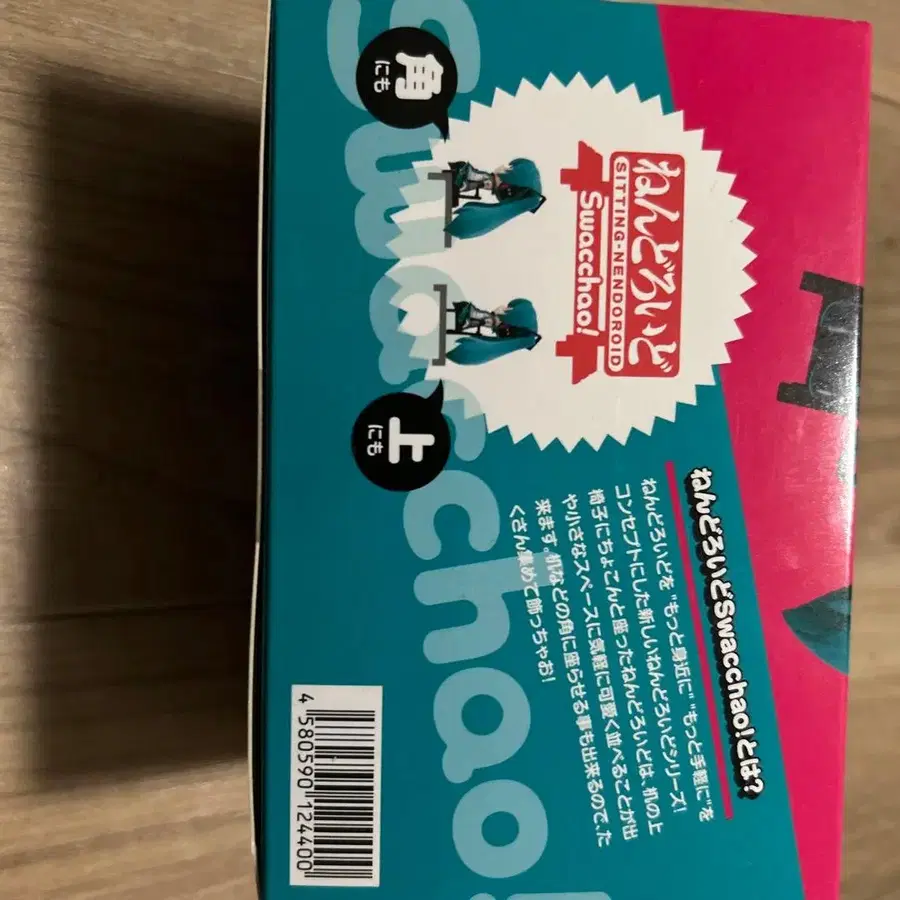 Swacchao!
角
にも
ねんどろいど
SITTING-NENDOROID
Swacchao!
上
にも
ねんどろいどSwacchao!とは?
ねんどろいどを "もっと身近に" "もっと手軽に"を
コンセプトにした新しいねんどろいどシリーズ!
椅子にちょこんと座ったねんどろいどは、机の上
や小さなスペースに気軽に可愛く並べることが出
来ます。机などの角に座らせる事も出来るので、た
くさん集めて飾っちゃお!
4 580590 124400